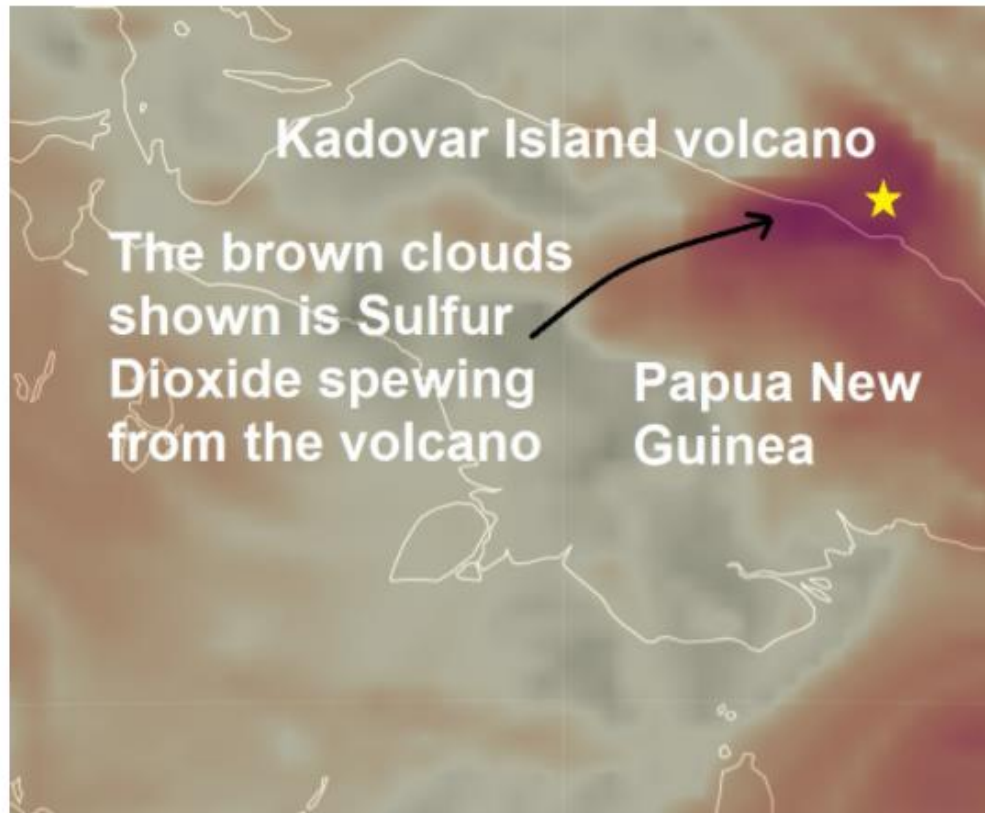 Kadovar Island volcano
The brown clouds
shown is Sulfur
Dioxide spewing
from the volcano
Papua New
Guinea